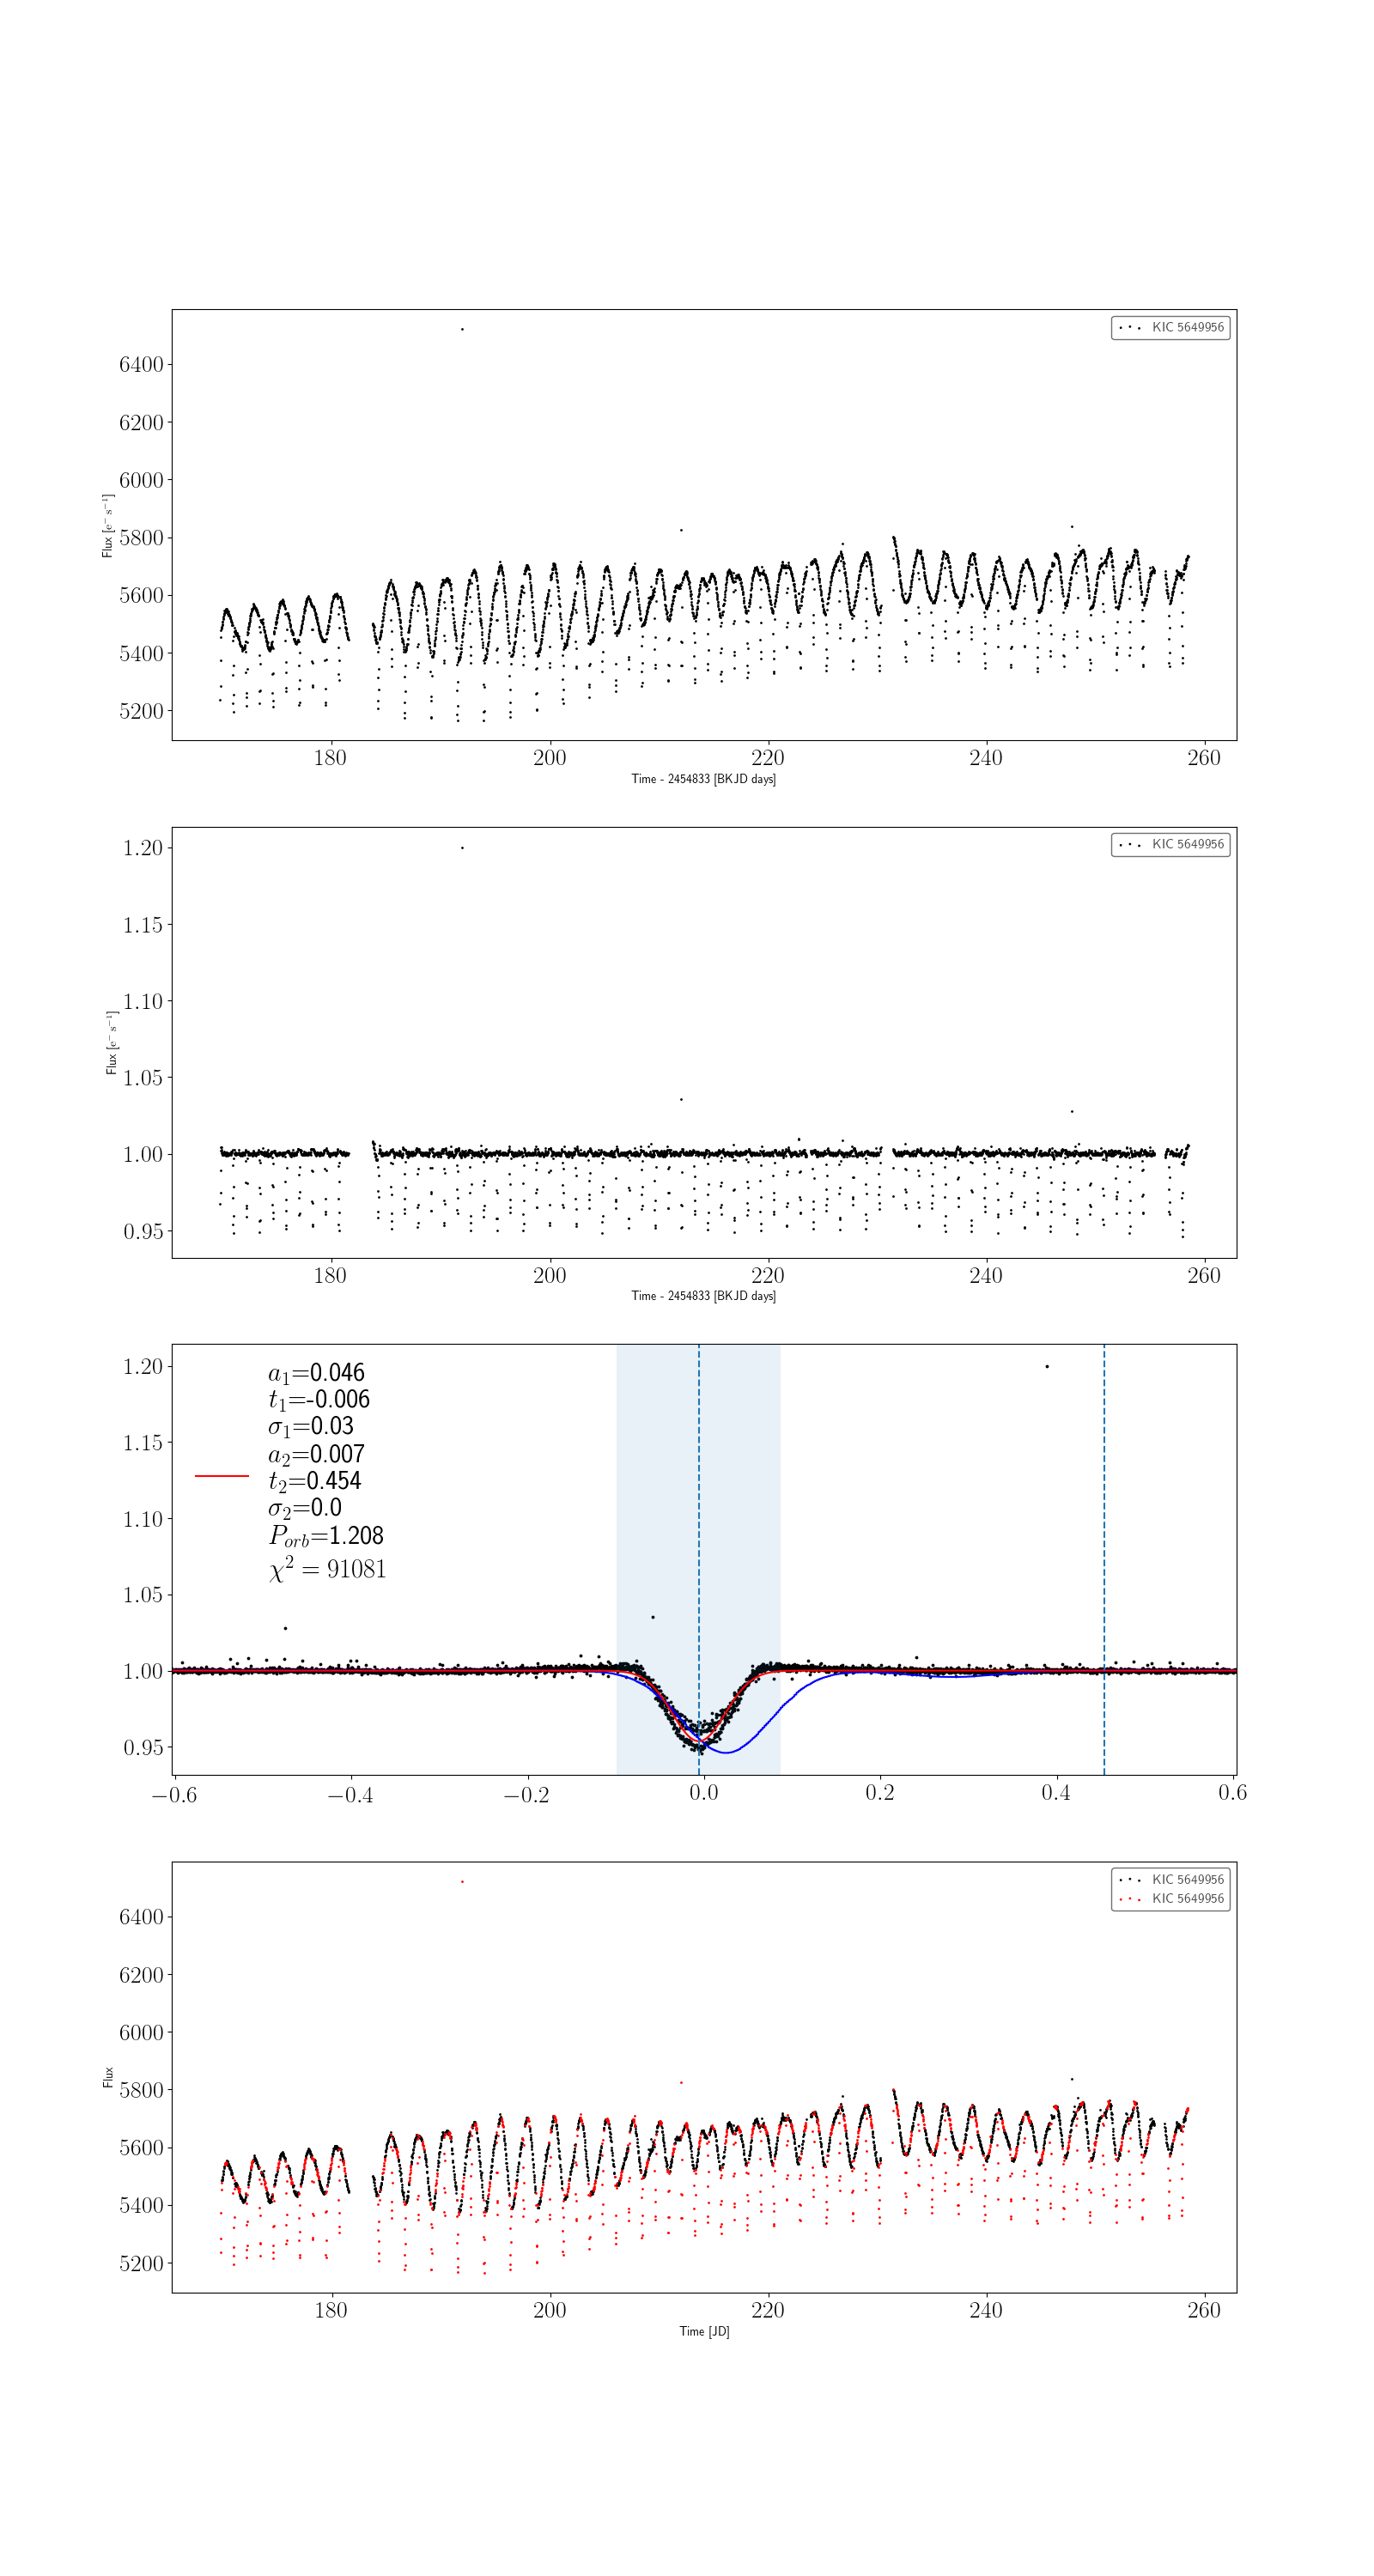 KIC 5649956
6400
6200
6000
5800
5600
5400
5200
Flux [e⁻ s⁻¹]
180 200 220 240 260
Time - 2454833 [BKJD days]
KIC 5649956
1.20
1.15
1.10
1.05
1.00
0.95
Flux [e⁻ s⁻¹]
180 200 220 240 260
Time - 2454833 [BKJD days]
a₁=0.046
t₁=-0.006
σ₁=0.03
a₂=0.007
t₂=0.454
σ₂=0.0
P_orb=1.208
χ² = 91081
1.20
1.15
1.10
1.05
1.00
0.95
−0.6 −0.4 −0.2 0.0 0.2 0.4 0.6
KIC 5649956
KIC 5649956
6400
6200
6000
5800
5600
5400
5200
Flux
180 200 220 240 260
Time [JD]